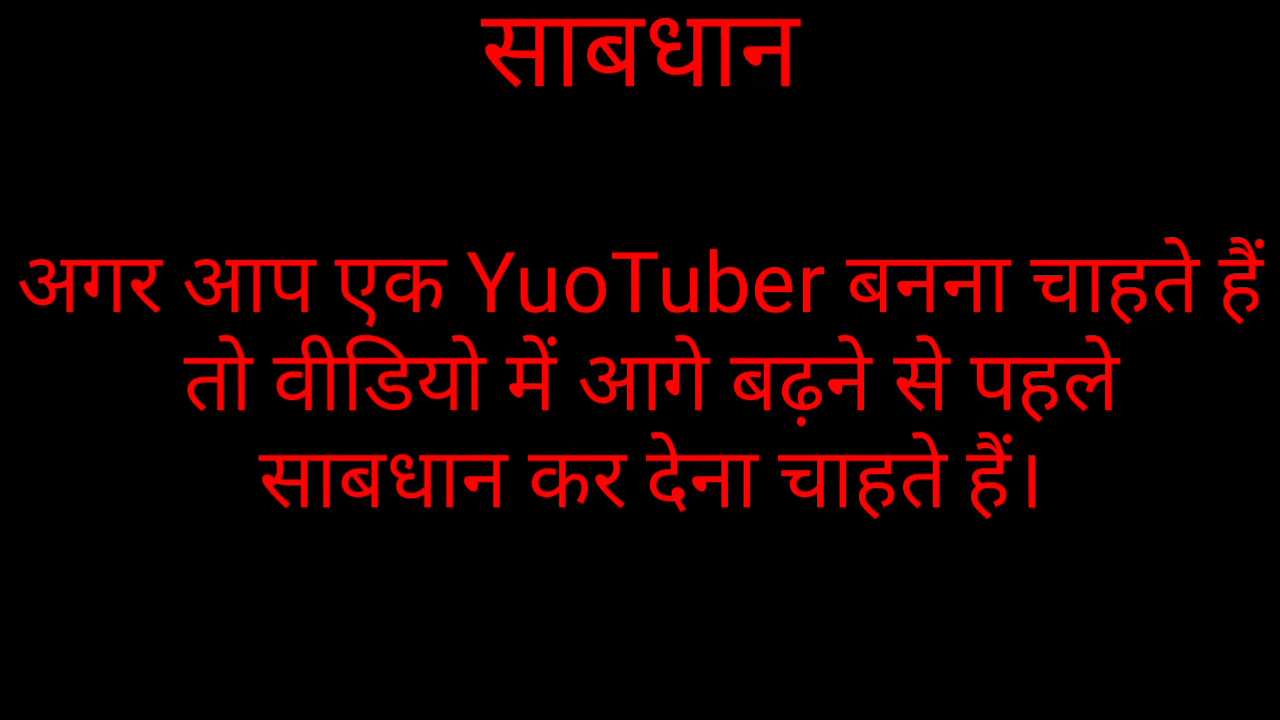 साबधान
अगर आप एक YuoTuber बनना चाहते हैं
तो वीडियो में आगे बढ़ने से पहले
साबधान कर देना चाहते हैं।